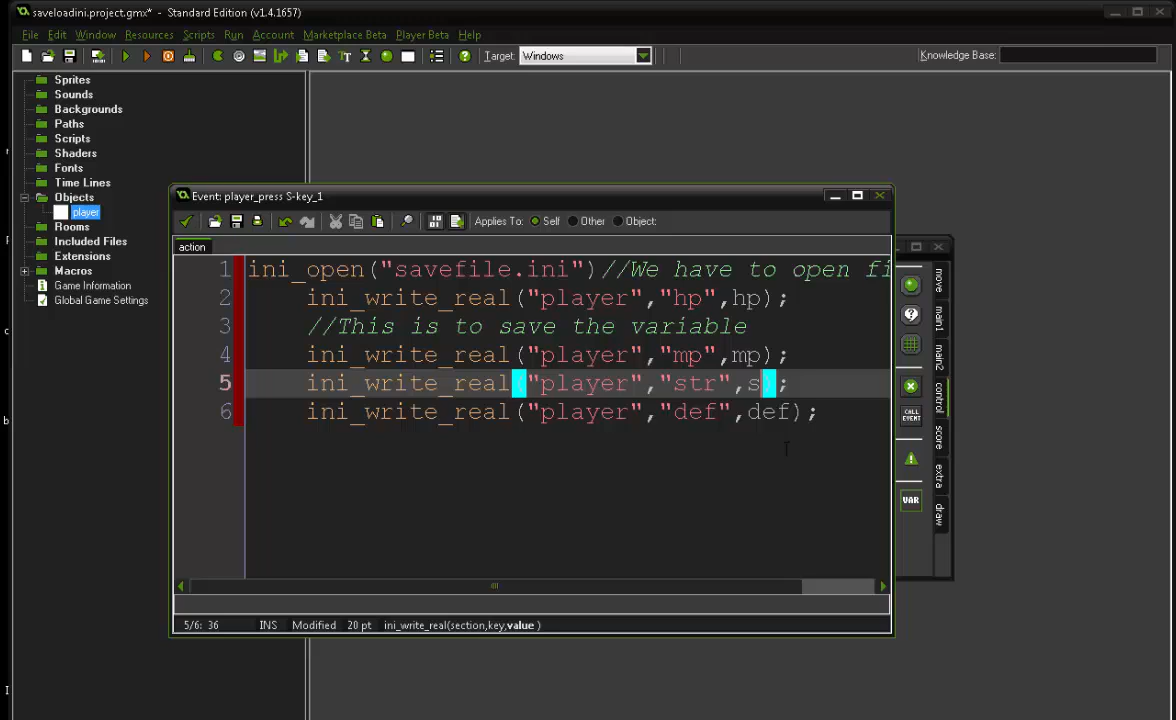 saveloadini.project.gmx* - Standard Edition (v1.4.1657)
File Edit Window Resources Scripts Run Account Marketplace Beta Player Beta Help
Target: Windows
Knowledge Base:
Sprites
Sounds
Backgrounds
Paths
Scripts
Shaders
Fonts
Time Lines
Objects
player
Rooms
Included Files
Extensions
Macros
Game Information
Global Game Settings
Event: player_press S-key_1
Applies To: Self Other Object:
action
1 ini_open("savefile.ini")//We have to open fi
2 ini_write_real("player","hp",hp);
3 //This is to save the variable
4 ini_write_real("player","mp",mp);
5 ini_write_real("player","str",s);
6 ini_write_real("player","def",def);
5/6: 36 INS Modified 20 pt ini_write_real(section,key,value )
move
main1
main2
control
score
extra
draw
CALL EVENT
VAR